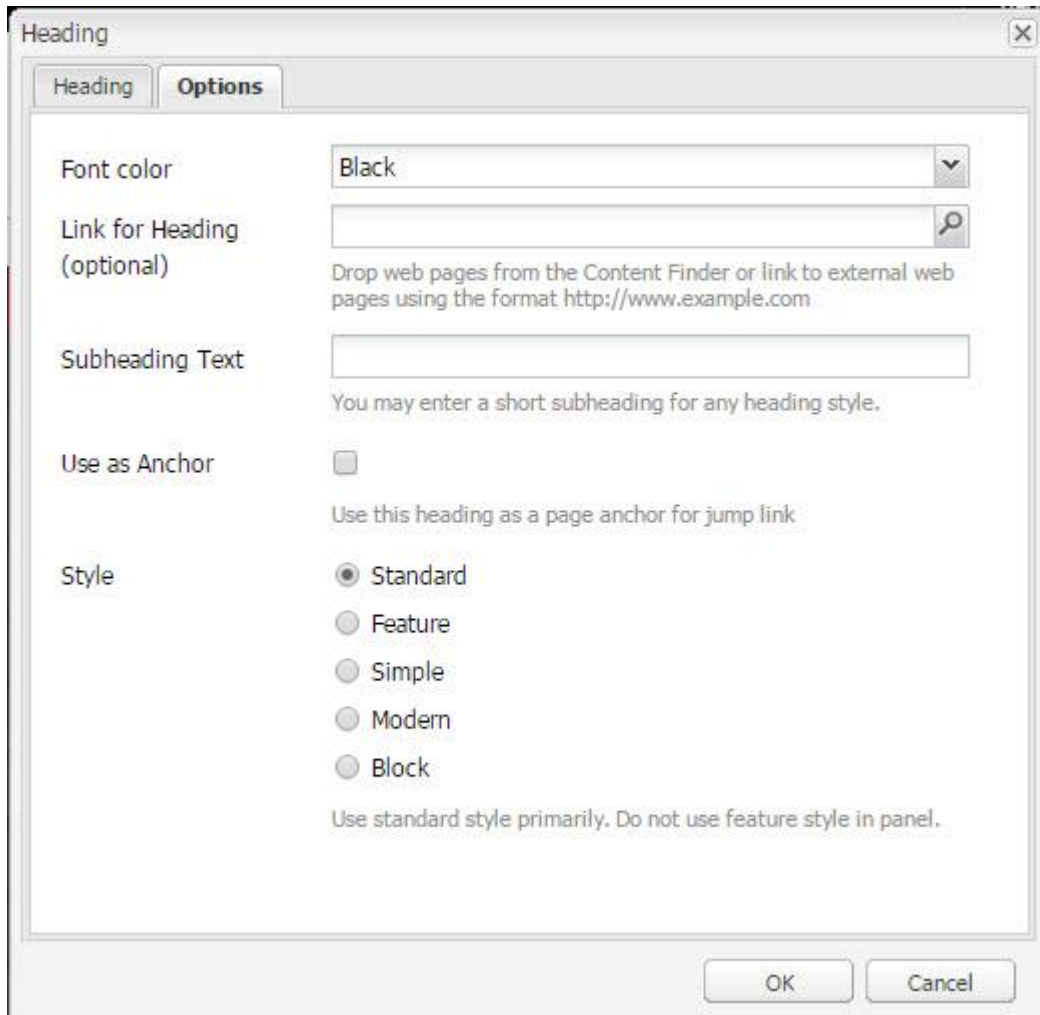 Heading
Heading Options
Font color Black
Link for Heading
(optional)
Drop web pages from the Content Finder or link to external web
pages using the format http://www.example.com
Subheading Text
You may enter a short subheading for any heading style.
Use as Anchor
Use this heading as a page anchor for jump link
Style Standard
Feature
Simple
Modern
Block
Use standard style primarily. Do not use feature style in panel.
OK Cancel